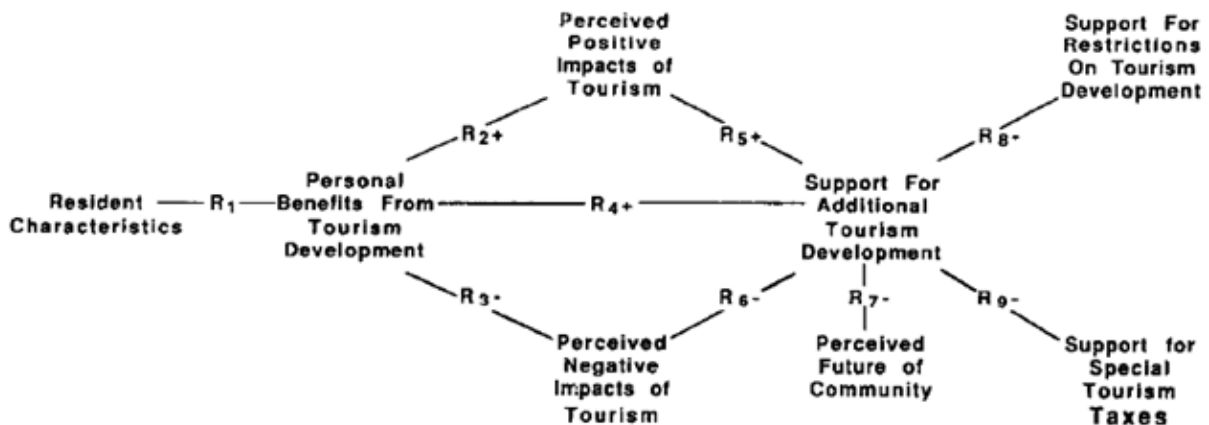 Perceived
Positive
Impacts of
Tourism
Support For
Restrictions
On Tourism
Development
R2+
R5+
R8-
Resident
Characteristics
R1
Personal
Benefits From
Tourism
Development
R4+
Support For
Additional
Tourism
Development
R3-
R6-
R7-
R9-
Perceived
Negative
Impacts of
Tourism
Perceived
Future of
Community
Support for
Special
Tourism
Taxes